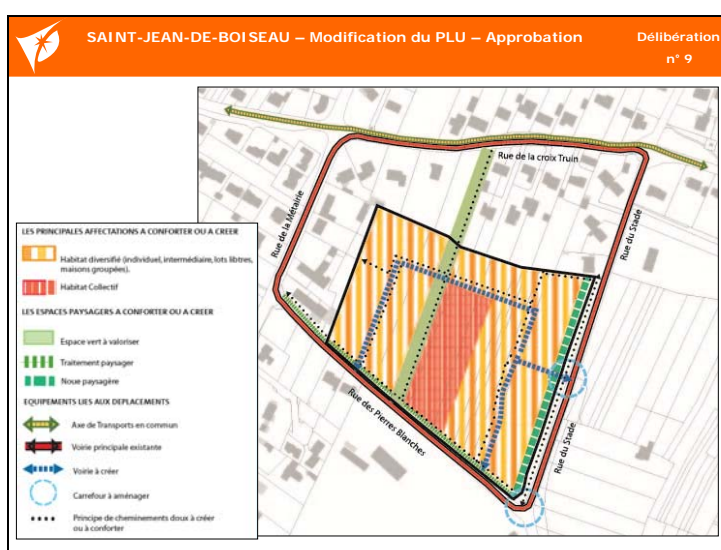 SAINT-JEAN-DE-BOISEAU – Modification du PLU – Approbation
Délibération
n° 9
Rue de la croix Truin
Rue de la Métairie
Rue du Stade
Rue des Pierres Blanches
Rue du Stade
LES PRINCIPALES AFFECTATIONS A CONFORTER OU A CREER
Habitat diversifié (individuel, intermédiaire, lots libtres,
maisons groupées).
Habitat Collectif
LES ESPACES PAYSAGERS A CONFORTER OU A CREER
Espace vert à valoriser
Traitement paysager
Noue paysagère
EQUIPEMENTS LIES AUX DEPLACEMENTS
Axe de Transports en commun
Voirie principale existante
Voirie à créer
Carrefour à aménager
Principe de cheminements doux à créer
ou à conforter